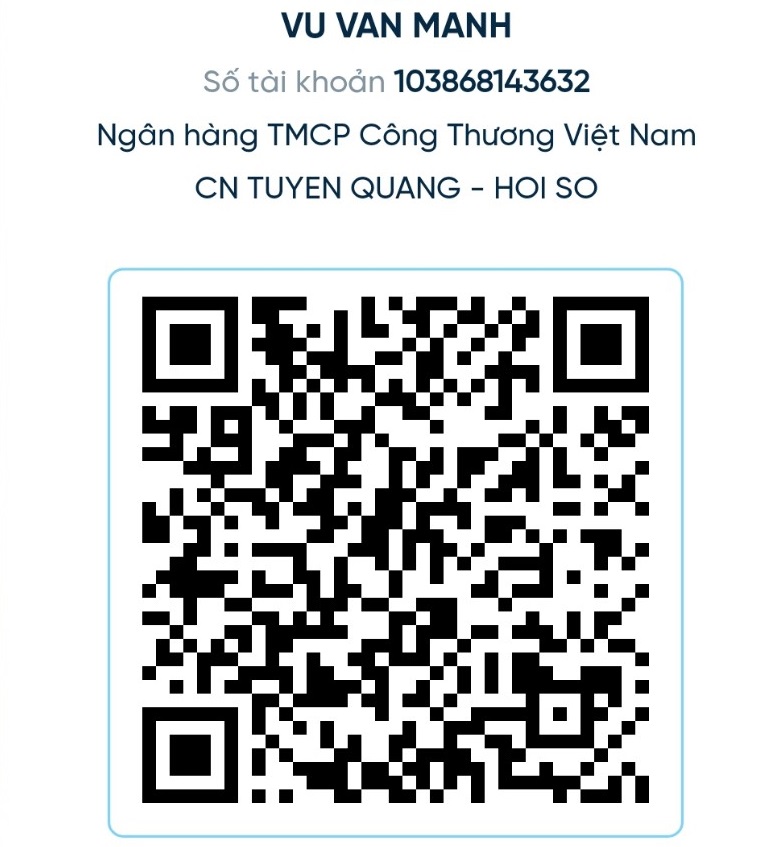 VU VAN MANH
Số tài khoản 103868143632
Ngân hàng TMCP Công Thương Việt Nam
CN TUYEN QUANG - HOI SO